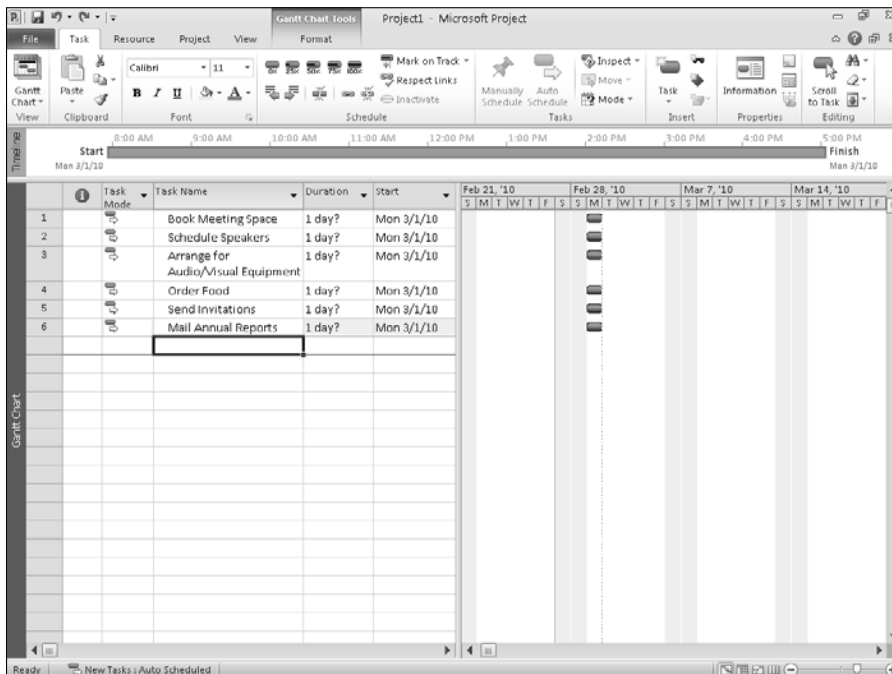 Gantt Chart Tools
Project1 - Microsoft Project
File Task Resource Project View Format
Gantt Chart
View
Paste
Clipboard
Calibri 11
B I U A
Font
0% 25% 50% 75% 100%
Mark on Track
Respect Links
Inactivate
Schedule
Manually Schedule
Auto Schedule
Inspect
Move
Mode
Tasks
Task
Insert
Information
Properties
Scroll to Task
Editing
Timeline
8:00 AM 9:00 AM 10:00 AM 11:00 AM 12:00 PM 1:00 PM 2:00 PM 3:00 PM 4:00 PM 5:00 PM
Start
Mon 3/1/10
Finish
Mon 3/1/10
Task Mode Task Name Duration Start
Feb 21, '10 Feb 28, '10 Mar 7, '10 Mar 14, '10
S M T W T F S S M T W T F S S M T W T F S S M T W T F
1 Book Meeting Space 1 day? Mon 3/1/10
2 Schedule Speakers 1 day? Mon 3/1/10
3 Arrange for 1 day? Mon 3/1/10
Audio/Visual Equipment
4 Order Food 1 day? Mon 3/1/10
5 Send Invitations 1 day? Mon 3/1/10
6 Mail Annual Reports 1 day? Mon 3/1/10
Gantt Chart
Ready New Tasks : Auto Scheduled